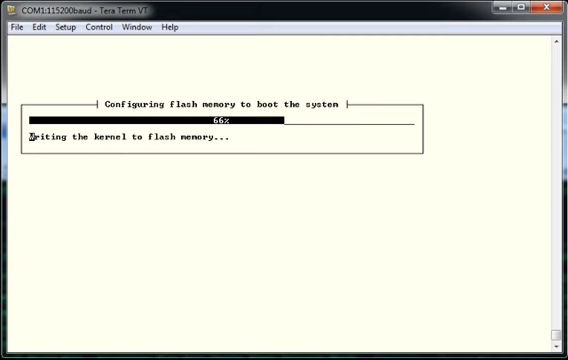 COM1:115200baud - Tera Term VT
File Edit Setup Control Window Help
Configuring flash memory to boot the system
66%
Writing the kernel to flash memory...